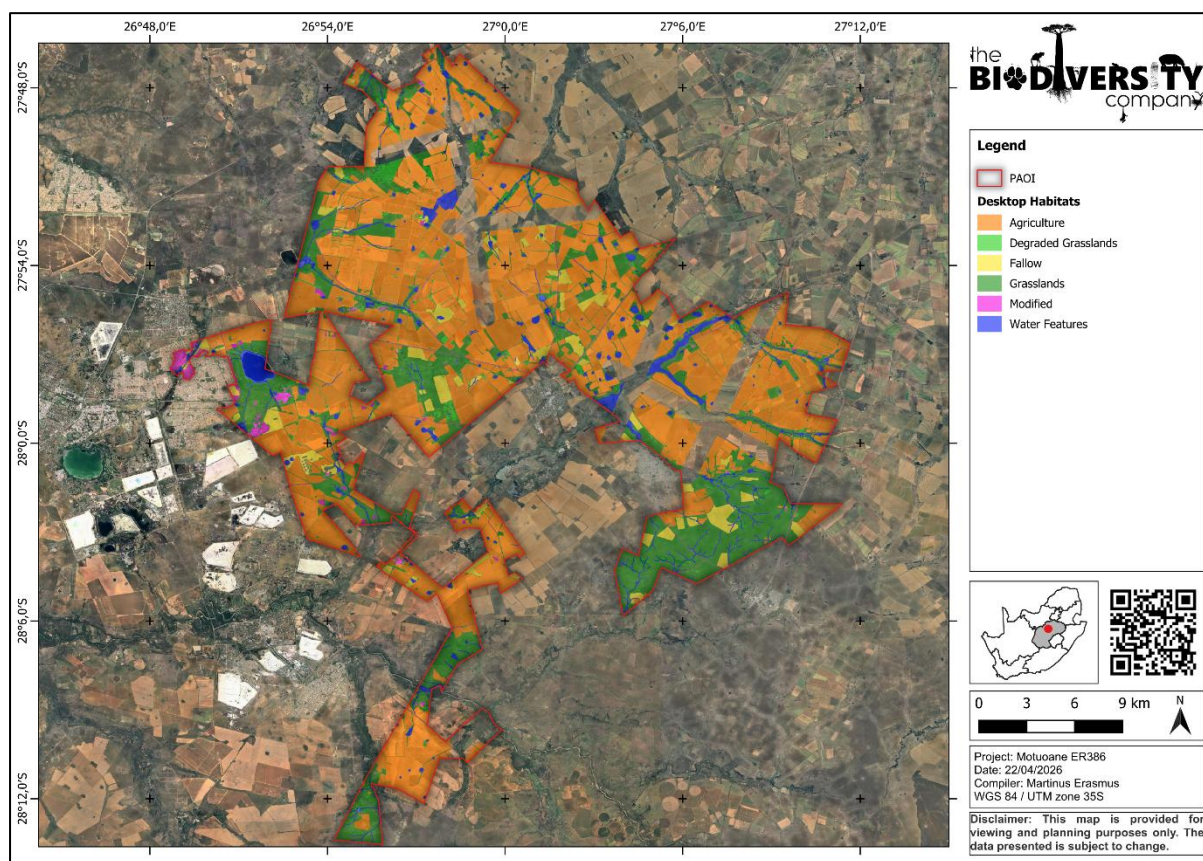 26°48,0'E 26°54,0'E 27°0,0'E 27°6,0'E 27°12,0'E
27°48,0'S
27°54,0'S
28°0,0'S
28°6,0'S
28°12,0'S
the
BIODIVERSITY
company
Legend
PAOI
Desktop Habitats
Agriculture
Degraded Grasslands
Fallow
Grasslands
Modified
Water Features
0 3 6 9 km
N
Project: Motuoane ER386
Date: 22/04/2026
Compiler: Martinus Erasmus
WGS 84 / UTM zone 35S
Disclaimer: This map is provided for
viewing and planning purposes only. The
data presented is subject to change.